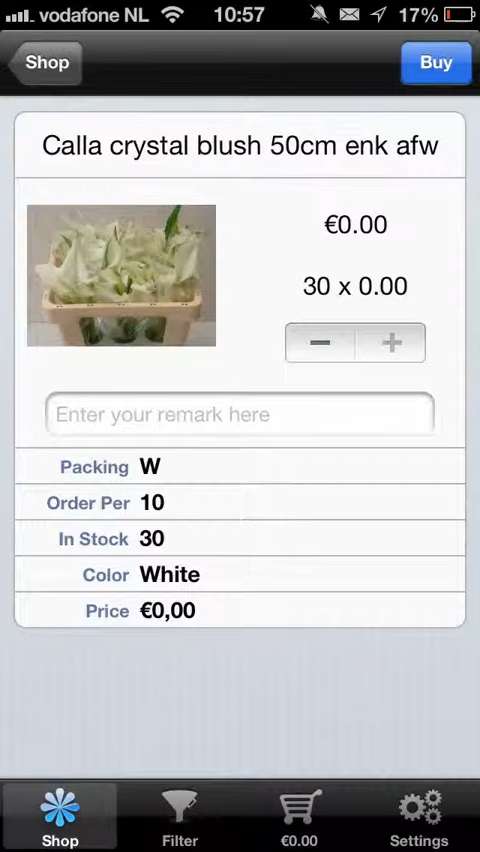 vodafone NL 10:57 17%
Shop Buy
Calla crystal blush 50cm enk afw
€0.00
30 x 0.00
− +
Enter your remark here
Packing W
Order Per 10
In Stock 30
Color White
Price €0,00
Shop Filter €0.00 Settings